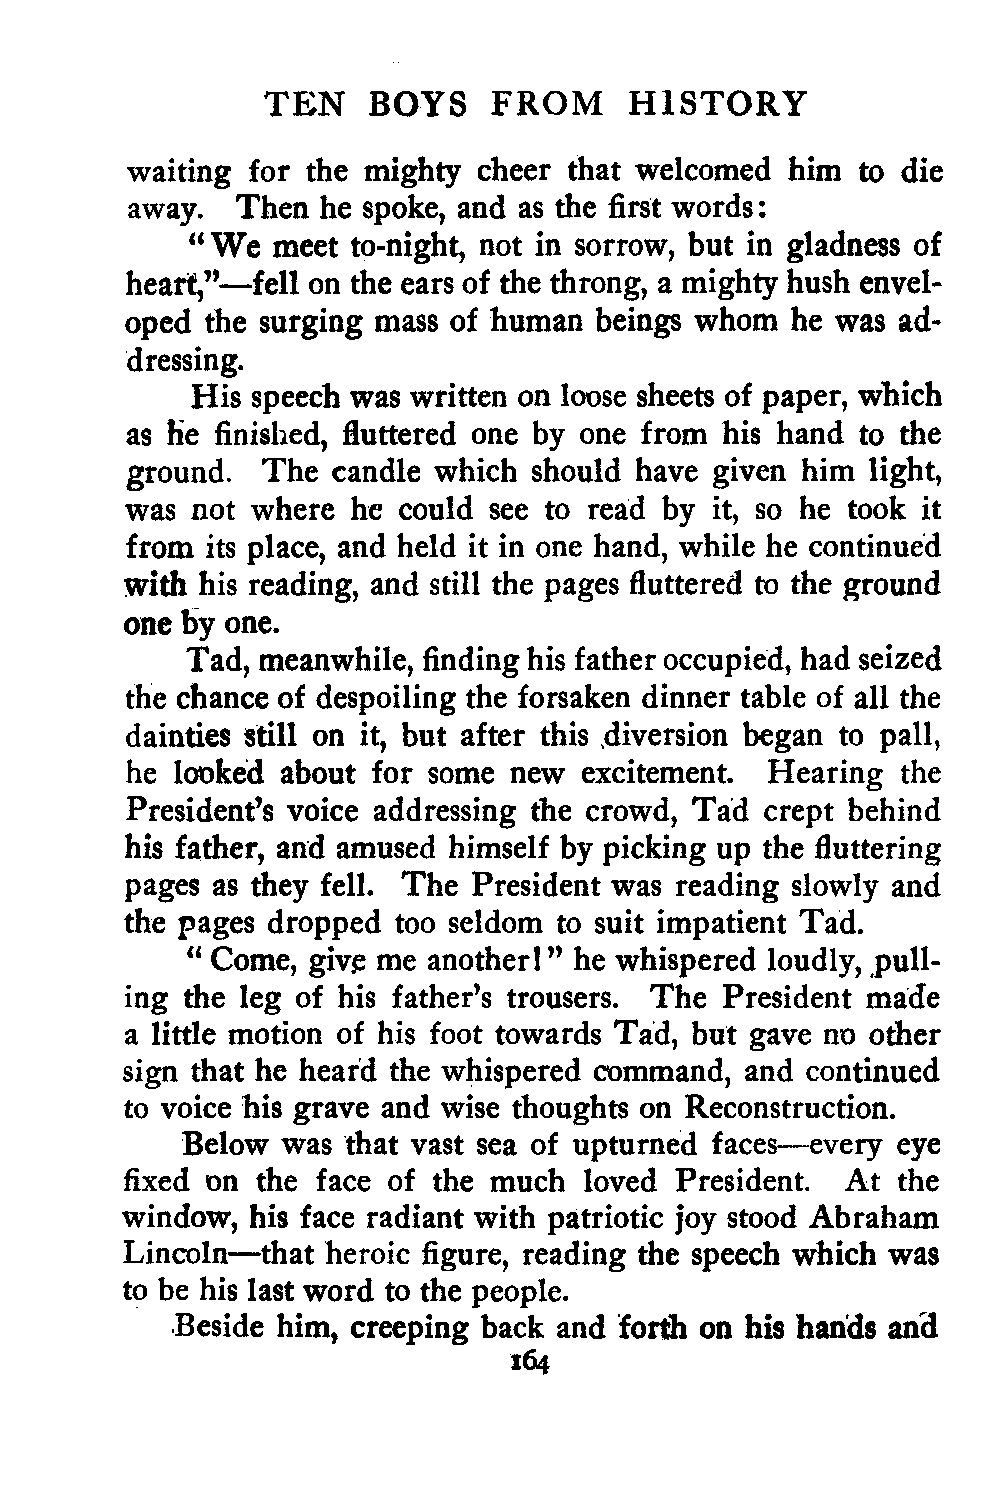 TEN BOYS FROM HISTORY
waiting for the mighty cheer that welcomed him to die
away. Then he spoke, and as the first words:
“We meet to-night, not in sorrow, but in gladness of
heart,”—fell on the ears of the throng, a mighty hush envel-
oped the surging mass of human beings whom he was ad-
dressing.
His speech was written on loose sheets of paper, which
as he finished, fluttered one by one from his hand to the
ground. The candle which should have given him light,
was not where he could see to read by it, so he took it
from its place, and held it in one hand, while he continued
with his reading, and still the pages fluttered to the ground
one by one.
Tad, meanwhile, finding his father occupied, had seized
the chance of despoiling the forsaken dinner table of all the
dainties still on it, but after this diversion began to pall,
he looked about for some new excitement. Hearing the
President’s voice addressing the crowd, Tad crept behind
his father, and amused himself by picking up the fluttering
pages as they fell. The President was reading slowly and
the pages dropped too seldom to suit impatient Tad.
“Come, give me another!” he whispered loudly, pull-
ing the leg of his father’s trousers. The President made
a little motion of his foot towards Tad, but gave no other
sign that he heard the whispered command, and continued
to voice his grave and wise thoughts on Reconstruction.
Below was that vast sea of upturned faces—every eye
fixed on the face of the much loved President. At the
window, his face radiant with patriotic joy stood Abraham
Lincoln—that heroic figure, reading the speech which was
to be his last word to the people.
Beside him, creeping back and forth on his hands and
164